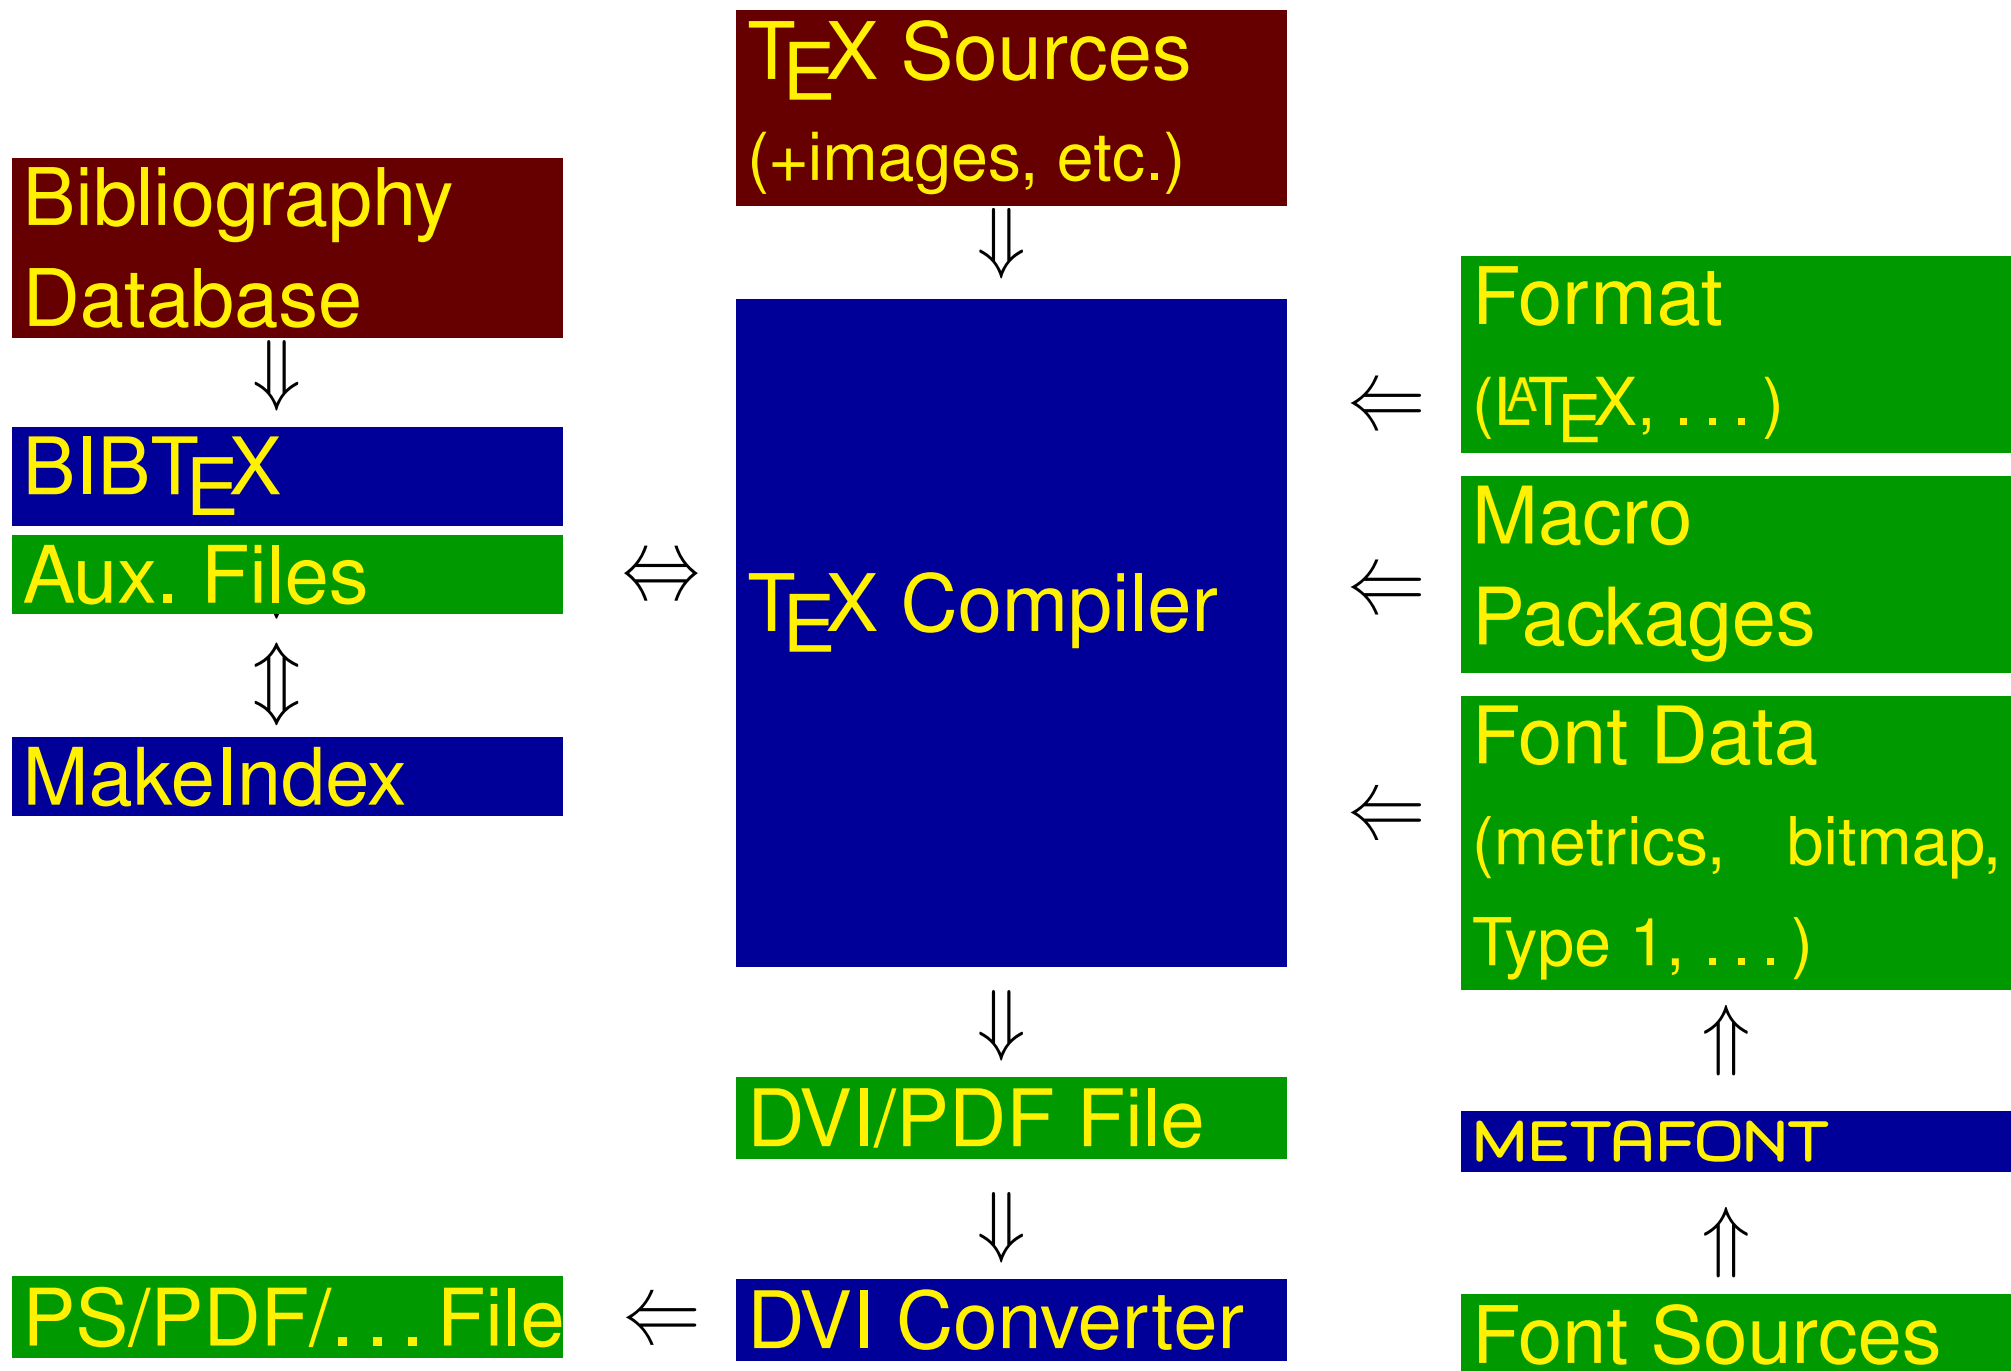 TEX Sources
(+images, etc.)
Bibliography
Database
BIBTEX
Aux. Files
MakeIndex
TEX Compiler
Format
(LATEX, . . . )
Macro
Packages
Font Data
(metrics, bitmap,
Type 1, . . . )
METAFONT
Font Sources
DVI/PDF File
DVI Converter
PS/PDF/. . . File